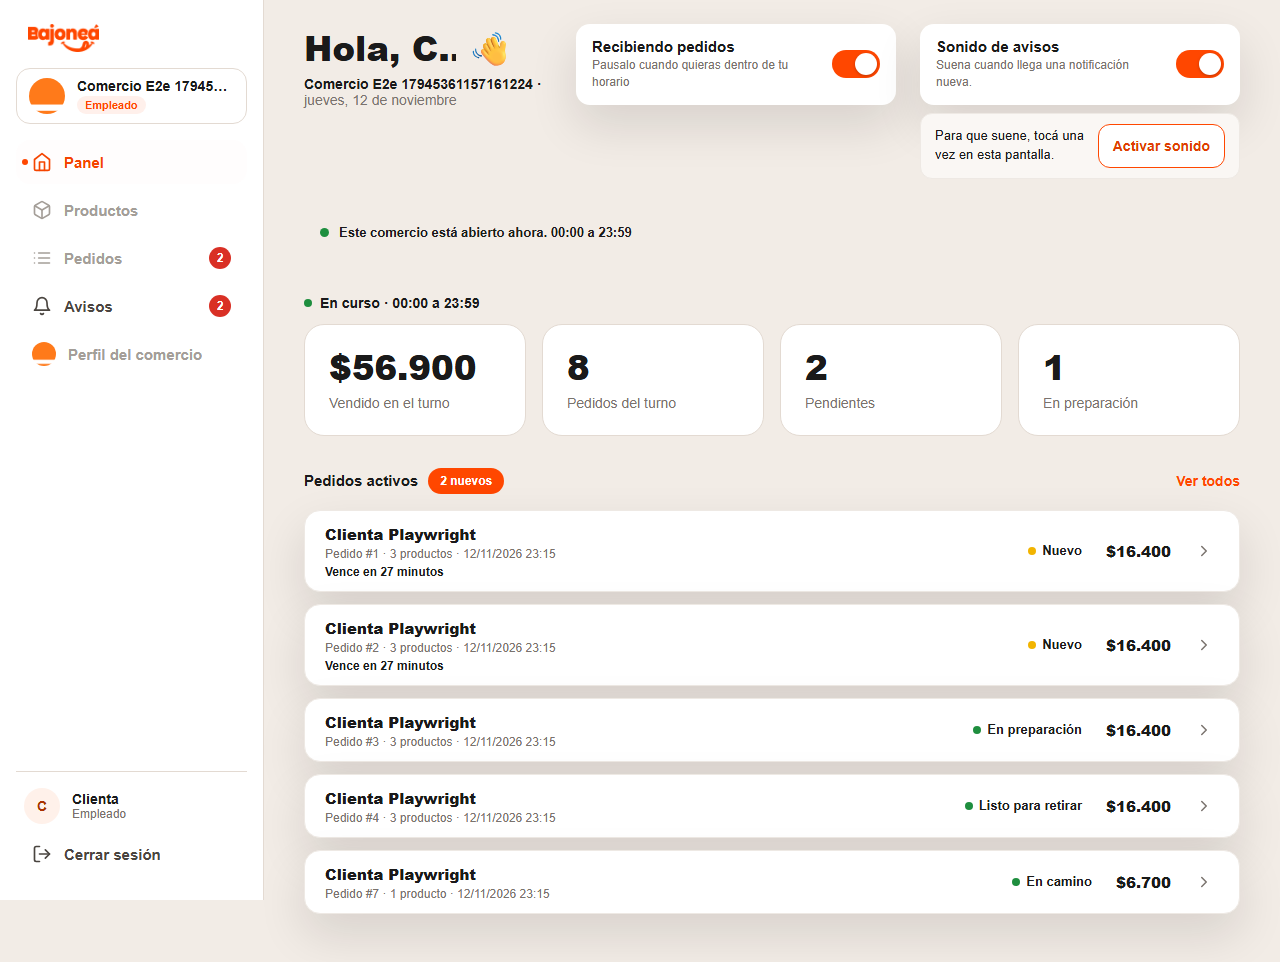 Bajoneá
Comercio E2e 17945...
Empleado
Panel
Productos
Pedidos
2
Avisos
2
Perfil del comercio
C
Clienta
Empleado
Cerrar sesión
Hola, C..
Comercio E2e 17945361157161224 ·
jueves, 12 de noviembre
Recibiendo pedidos
Pausalo cuando quieras dentro de tu
horario
Sonido de avisos
Suena cuando llega una notificación
nueva.
Para que suene, tocá una
vez en esta pantalla.
Activar sonido
Este comercio está abierto ahora. 00:00 a 23:59
En curso · 00:00 a 23:59
$56.900
Vendido en el turno
8
Pedidos del turno
2
Pendientes
1
En preparación
Pedidos activos
2 nuevos
Ver todos
Clienta Playwright
Pedido #1 · 3 productos · 12/11/2026 23:15
Vence en 27 minutos
Nuevo
$16.400
Clienta Playwright
Pedido #2 · 3 productos · 12/11/2026 23:15
Vence en 27 minutos
Nuevo
$16.400
Clienta Playwright
Pedido #3 · 3 productos · 12/11/2026 23:15
En preparación
$16.400
Clienta Playwright
Pedido #4 · 3 productos · 12/11/2026 23:15
Listo para retirar
$16.400
Clienta Playwright
Pedido #7 · 1 producto · 12/11/2026 23:15
En camino
$6.700